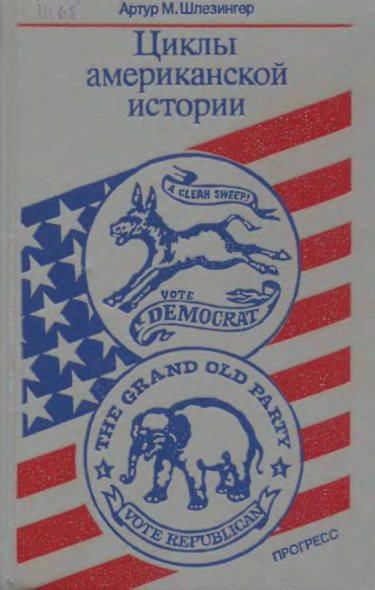 Артур М. Шлезингер
Циклы
американской
истории
A CLEAN SWEEP!
VOTE
DEMOCRAT
THE GRAND OLD PARTY
VOTE REPUBLICAN
ПРОГРЕСС